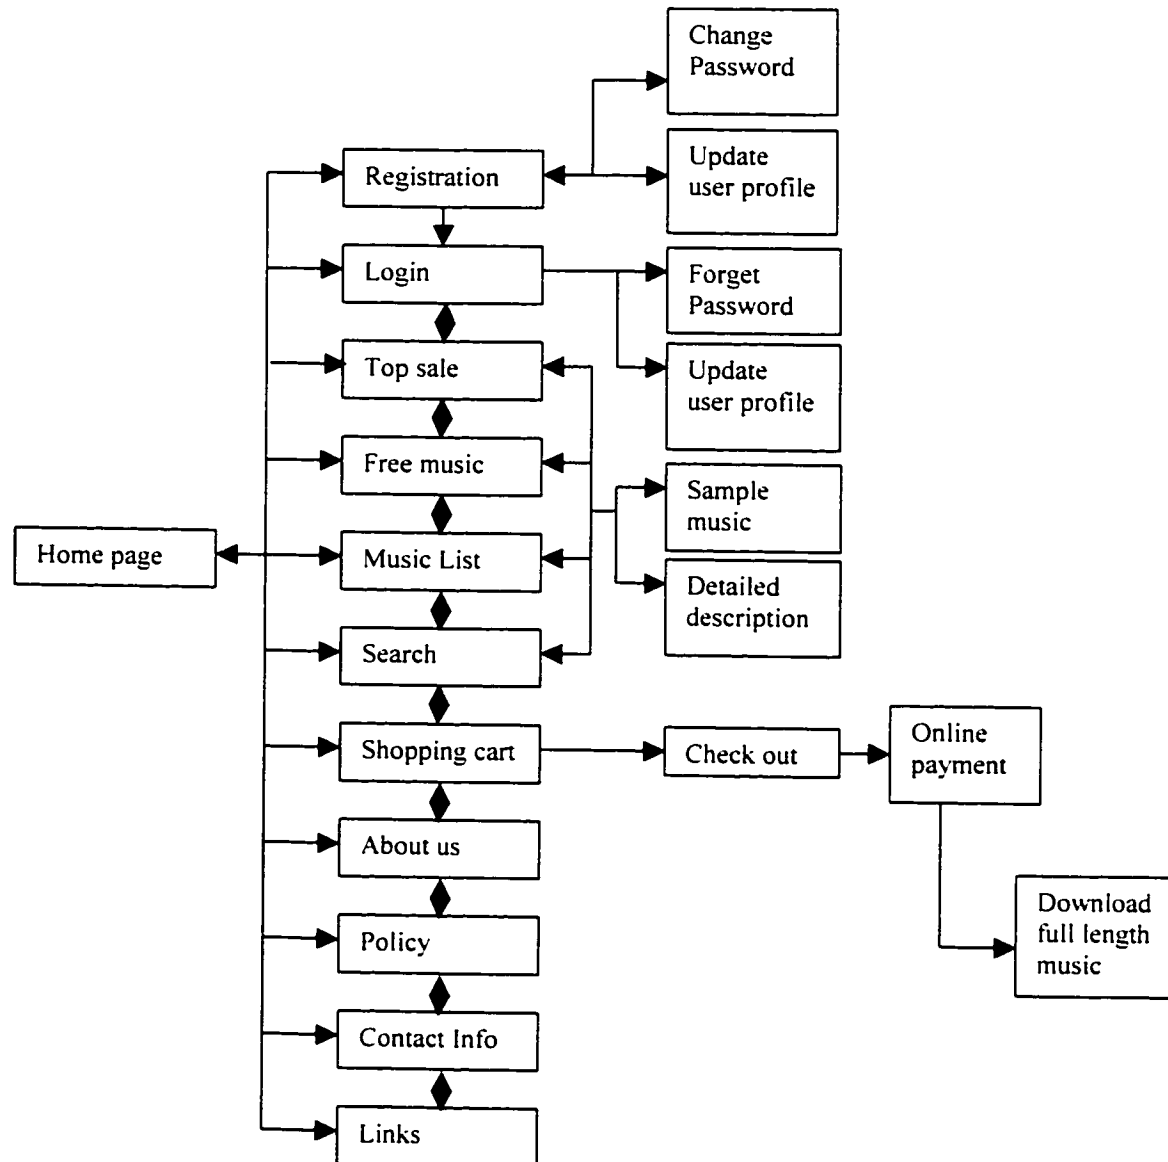 Change
Password
Update
user profile
Registration
Login
Forget
Password
Top sale
Update
user profile
Free music
Sample
music
Home page
Music List
Detailed
description
Search
Shopping cart
Check out
Online
payment
About us
Download
full length
music
Policy
Contact Info
Links